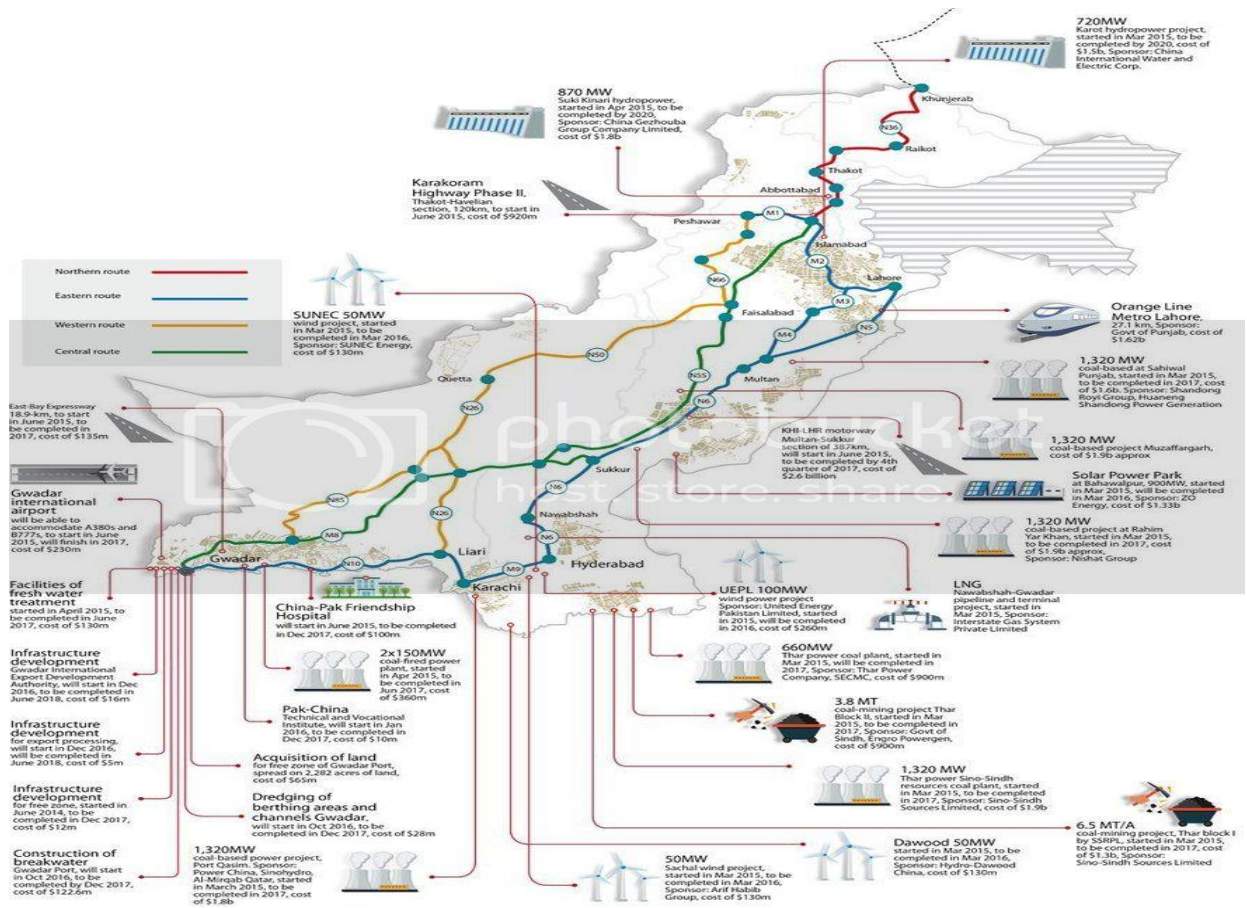 720MW
Karot hydropower project,
started in Mar 2015, to be
completed by 2020, cost of
$1.5b, Sponsor: China
International Water and
Electric Corp.
870 MW
Suki Kinari hydropower,
started in Apr 2015, to be
completed by 2020,
Sponsor: China Gezhouba
Group Company Limited,
cost of $1.8b
Karakoram
Highway Phase II,
Thakot-Havelian
section, 120km, to start in
June 2015, cost of $920m
Khunjerab
N36
Raikot
Thakot
Abbottabad
Peshawar
M1
Islamabad
M2
N66
Lahore
M3
Faisalabad
M4
N5
N50
Multan
N55
Quetta
N26
N6
Sukkur
N6
Nawabshah
N6
N85
M8
N26
Gwadar
N10
Liari
Karachi
M9
Hyderabad
Northern route
Eastern route
Western route
Central route
SUNEC 50MW
wind project, started
in Mar 2015, to be
completed in Mar 2016,
Sponsor: SUNEC Energy,
cost of $130m
Orange Line
Metro Lahore,
27.1 km, Sponsor:
Govt of Punjab, cost of
$1.62b
1,320 MW
coal-based at Sahiwal
Punjab, started in Mar 2015,
to be completed in 2017, cost
of $1.6b. Sponsor: Shandong
Royi Group, Huaneng
Shandong Power Generation
1,320 MW
coal-based project Muzaffargarh,
cost of $1.9b approx
KHI-LHR motorway
Multan-Sukkur
section of 387km,
will start in June 2015,
to be completed by 4th
quarter of 2017, cost of
$2.6 billion
Solar Power Park
at Bahawalpur, 900MW, started
in Mar 2015, will be completed
in Mar 2016, Sponsor: ZO
Energy, cost of $1.33b
1,320 MW
coal-based project at Rahim
Yar Khan, started in Mar 2015,
to be completed in 2017, cost
of $1.9b approx,
Sponsor: Nishat Group
East-Bay Expressway
18.9-km, to start
in June 2015, to
be completed in
2017, cost of $135m
Gwadar
international
airport
will be able to
accommodate A380s and
B777s, to start in June
2015, will finish in 2017,
cost of $230m
Facilities of
fresh water
treatment
started in April 2015, to
be completed in June
2017, cost of $130m
Infrastructure
development
Gwadar International
Export Development
Authority, will start in Dec
2016, to be completed in
June 2018, cost of $16m
Infrastructure
development
for export processing,
will start in Dec 2016,
will be completed in
June 2018, cost of $5m
Infrastructure
development
for free zone, started in
June 2014, to be
completed in Dec 2017,
cost of $12m
Construction of
breakwater
Gwadar Port, will start
in Oct 2016, to be
completed by Dec 2017,
cost of $122.6m
China-Pak Friendship
Hospital
will start in June 2015, to be completed
in Dec 2017, cost of $100m
2x150MW
coal-fired power
plant, started
in Apr 2015, to be
completed in
Jun 2017, cost
of $360m
Pak-China
Technical and Vocational
Institute, will start in Jan
2016, to be completed in
Dec 2017, cost of $10m
Acquisition of land
for free zone of Gwadar Port,
spread on 2,282 acres of land,
cost of $65m
Dredging of
berthing areas and
channels Gwadar,
will start in Oct 2016, to be
completed in Dec 2017, cost of $28m
1,320MW
coal-based power project,
Port Qasim. Sponsor:
Power China, Sinohydro,
Al-Mirqab Qatar, started
in March 2015, to be
completed in 2017, cost
of $1.8b
UEPL 100MW
wind power project
Sponsor: United Energy
Pakistan Limited, started
in 2015, will be completed
in 2016, cost of $260m
LNG
Nawabshah-Gwadar
pipeline and terminal
project, started in
Mar 2015, Sponsor:
Interstate Gas System
Private Limited
660MW
Thar power coal plant, started in
Mar 2015, will be completed in
2017, Sponsor: Thar Power
Company, SECMC, cost of $900m
3.8 MT
coal-mining project Thar
Block II, started in Mar
2015, to be completed in
2017, Sponsor: Govt of
Sindh, Engro Powergen,
cost of $900m
1,320 MW
Thar power Sino-Sindh
resources coal plant, started
in Mar 2015, to be completed
in 2017, Sponsor: Sino-Sindh
Sources Limited, cost of $1.9b
6.5 MT/A
coal-mining project, Thar block I
by SSRPL, started in Mar 2015,
to be completed in 2017, cost
of $1.3b, Sponsor:
Sino-Sindh Sources Limited
Dawood 50MW
started in Mar 2015, to be
completed in Mar 2016,
Sponsor: Hydro-Dawood
China, cost of $130m
50MW
Sachal wind project,
started in Mar 2015, to be
completed in Mar 2016,
Sponsor: Arif Habib
Group, cost of $130m